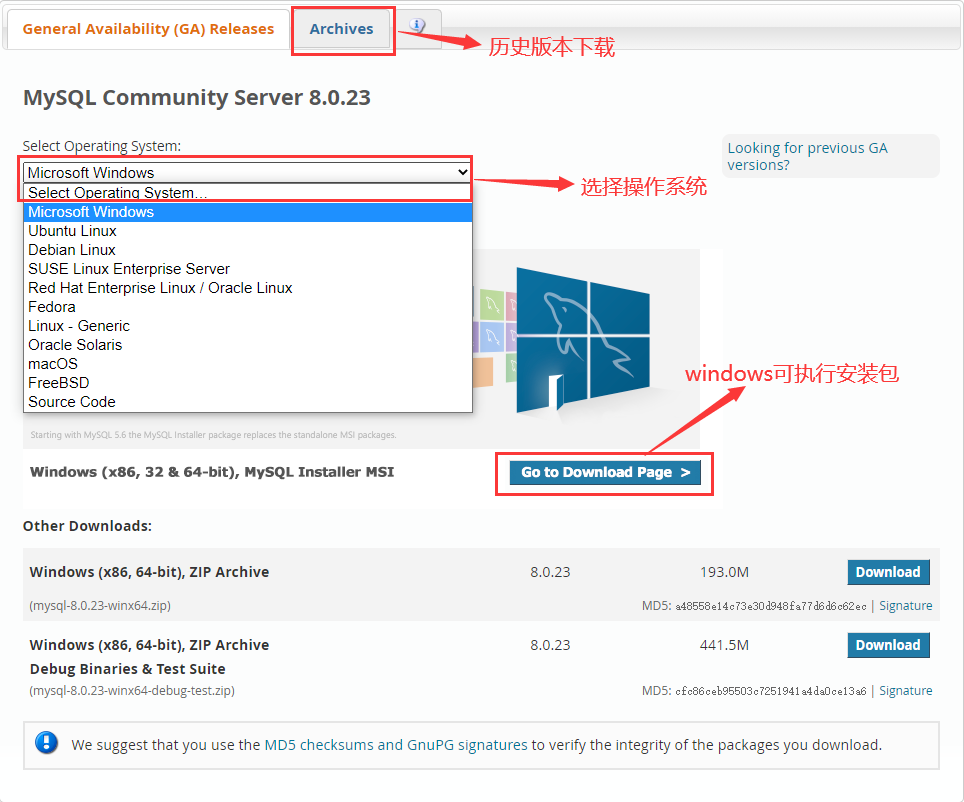 General Availability (GA) Releases
Archives
历史版本下载
MySQL Community Server 8.0.23
Select Operating System:
Looking for previous GA
versions?
Microsoft Windows
选择操作系统
Select Operating System…
Microsoft Windows
Ubuntu Linux
Debian Linux
SUSE Linux Enterprise Server
Red Hat Enterprise Linux / Oracle Linux
Fedora
Linux - Generic
Oracle Solaris
macOS
FreeBSD
Source Code
windows可执行安装包
Starting with MySQL 5.6 the MySQL Installer package replaces the standalone MSI packages.
Windows (x86, 32 & 64-bit), MySQL Installer MSI
Go to Download Page >
Other Downloads:
Windows (x86, 64-bit), ZIP Archive 8.0.23 193.0M Download
(mysql-8.0.23-winx64.zip) MD5: a48558e14c73e30d948fa77d6d6c62ec | Signature
Windows (x86, 64-bit), ZIP Archive 8.0.23 441.5M Download
Debug Binaries & Test Suite
(mysql-8.0.23-winx64-debug-test.zip) MD5: cfc86ceb95503c7251941a4da0ce13a6 | Signature
We suggest that you use the MD5 checksums and GnuPG signatures to verify the integrity of the packages you download.